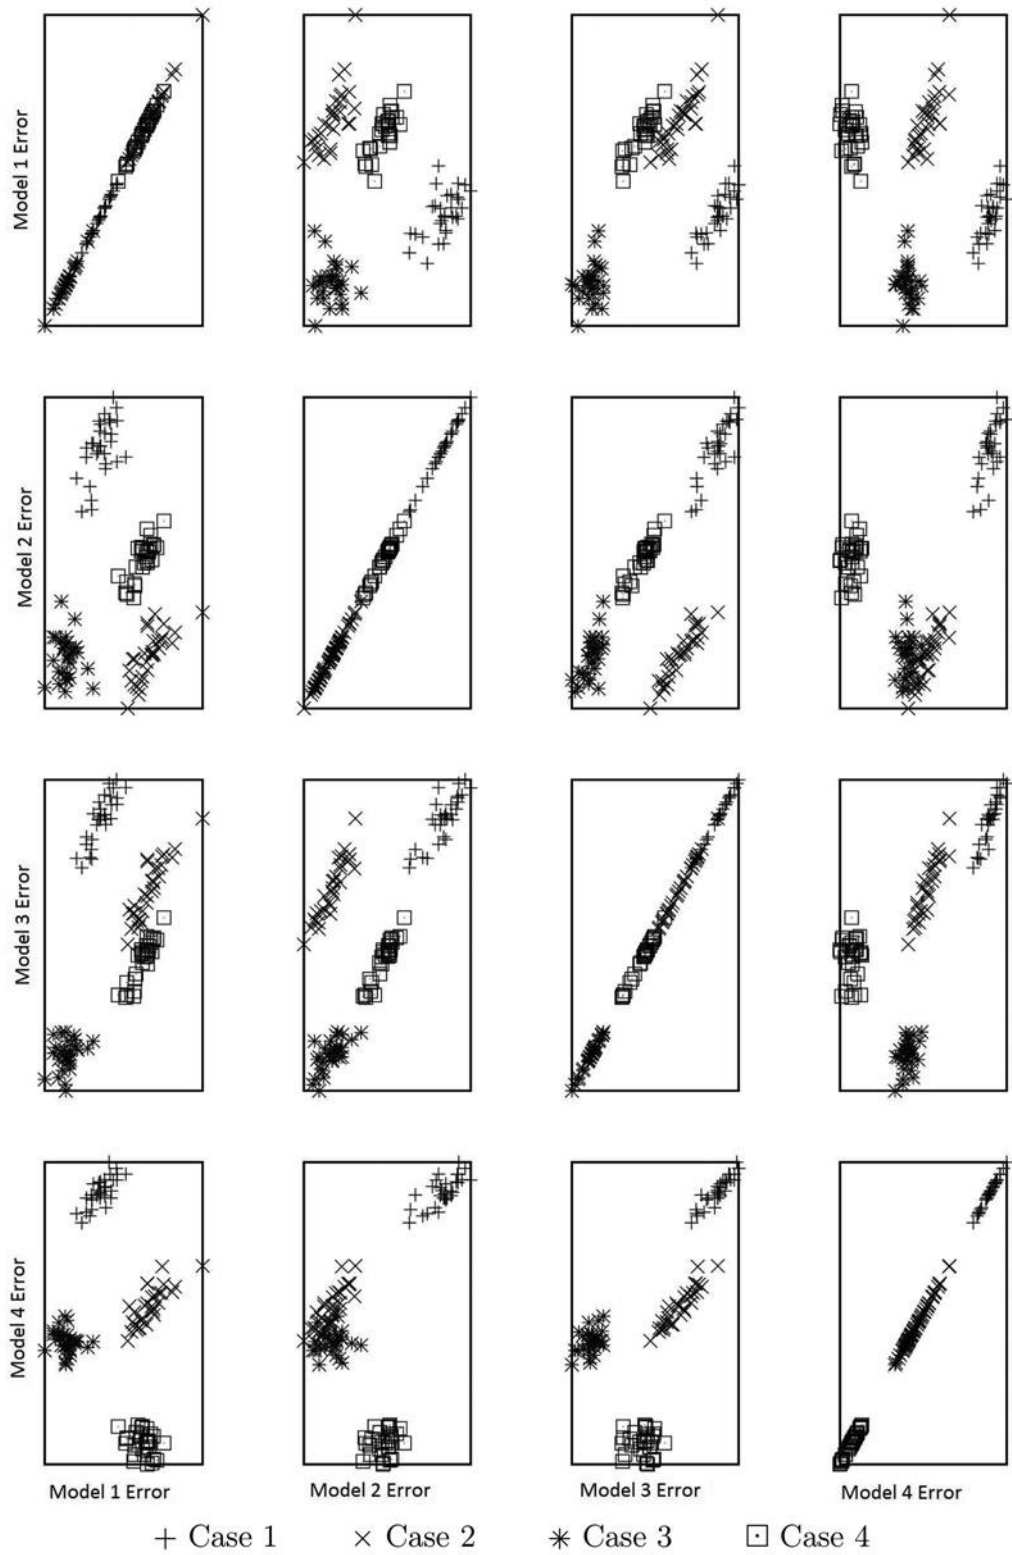 Model 1 Error
Model 2 Error
Model 3 Error
Model 4 Error
Model 1 Error
Model 2 Error
Model 3 Error
Model 4 Error
+ Case 1
× Case 2
∗ Case 3
⊡ Case 4